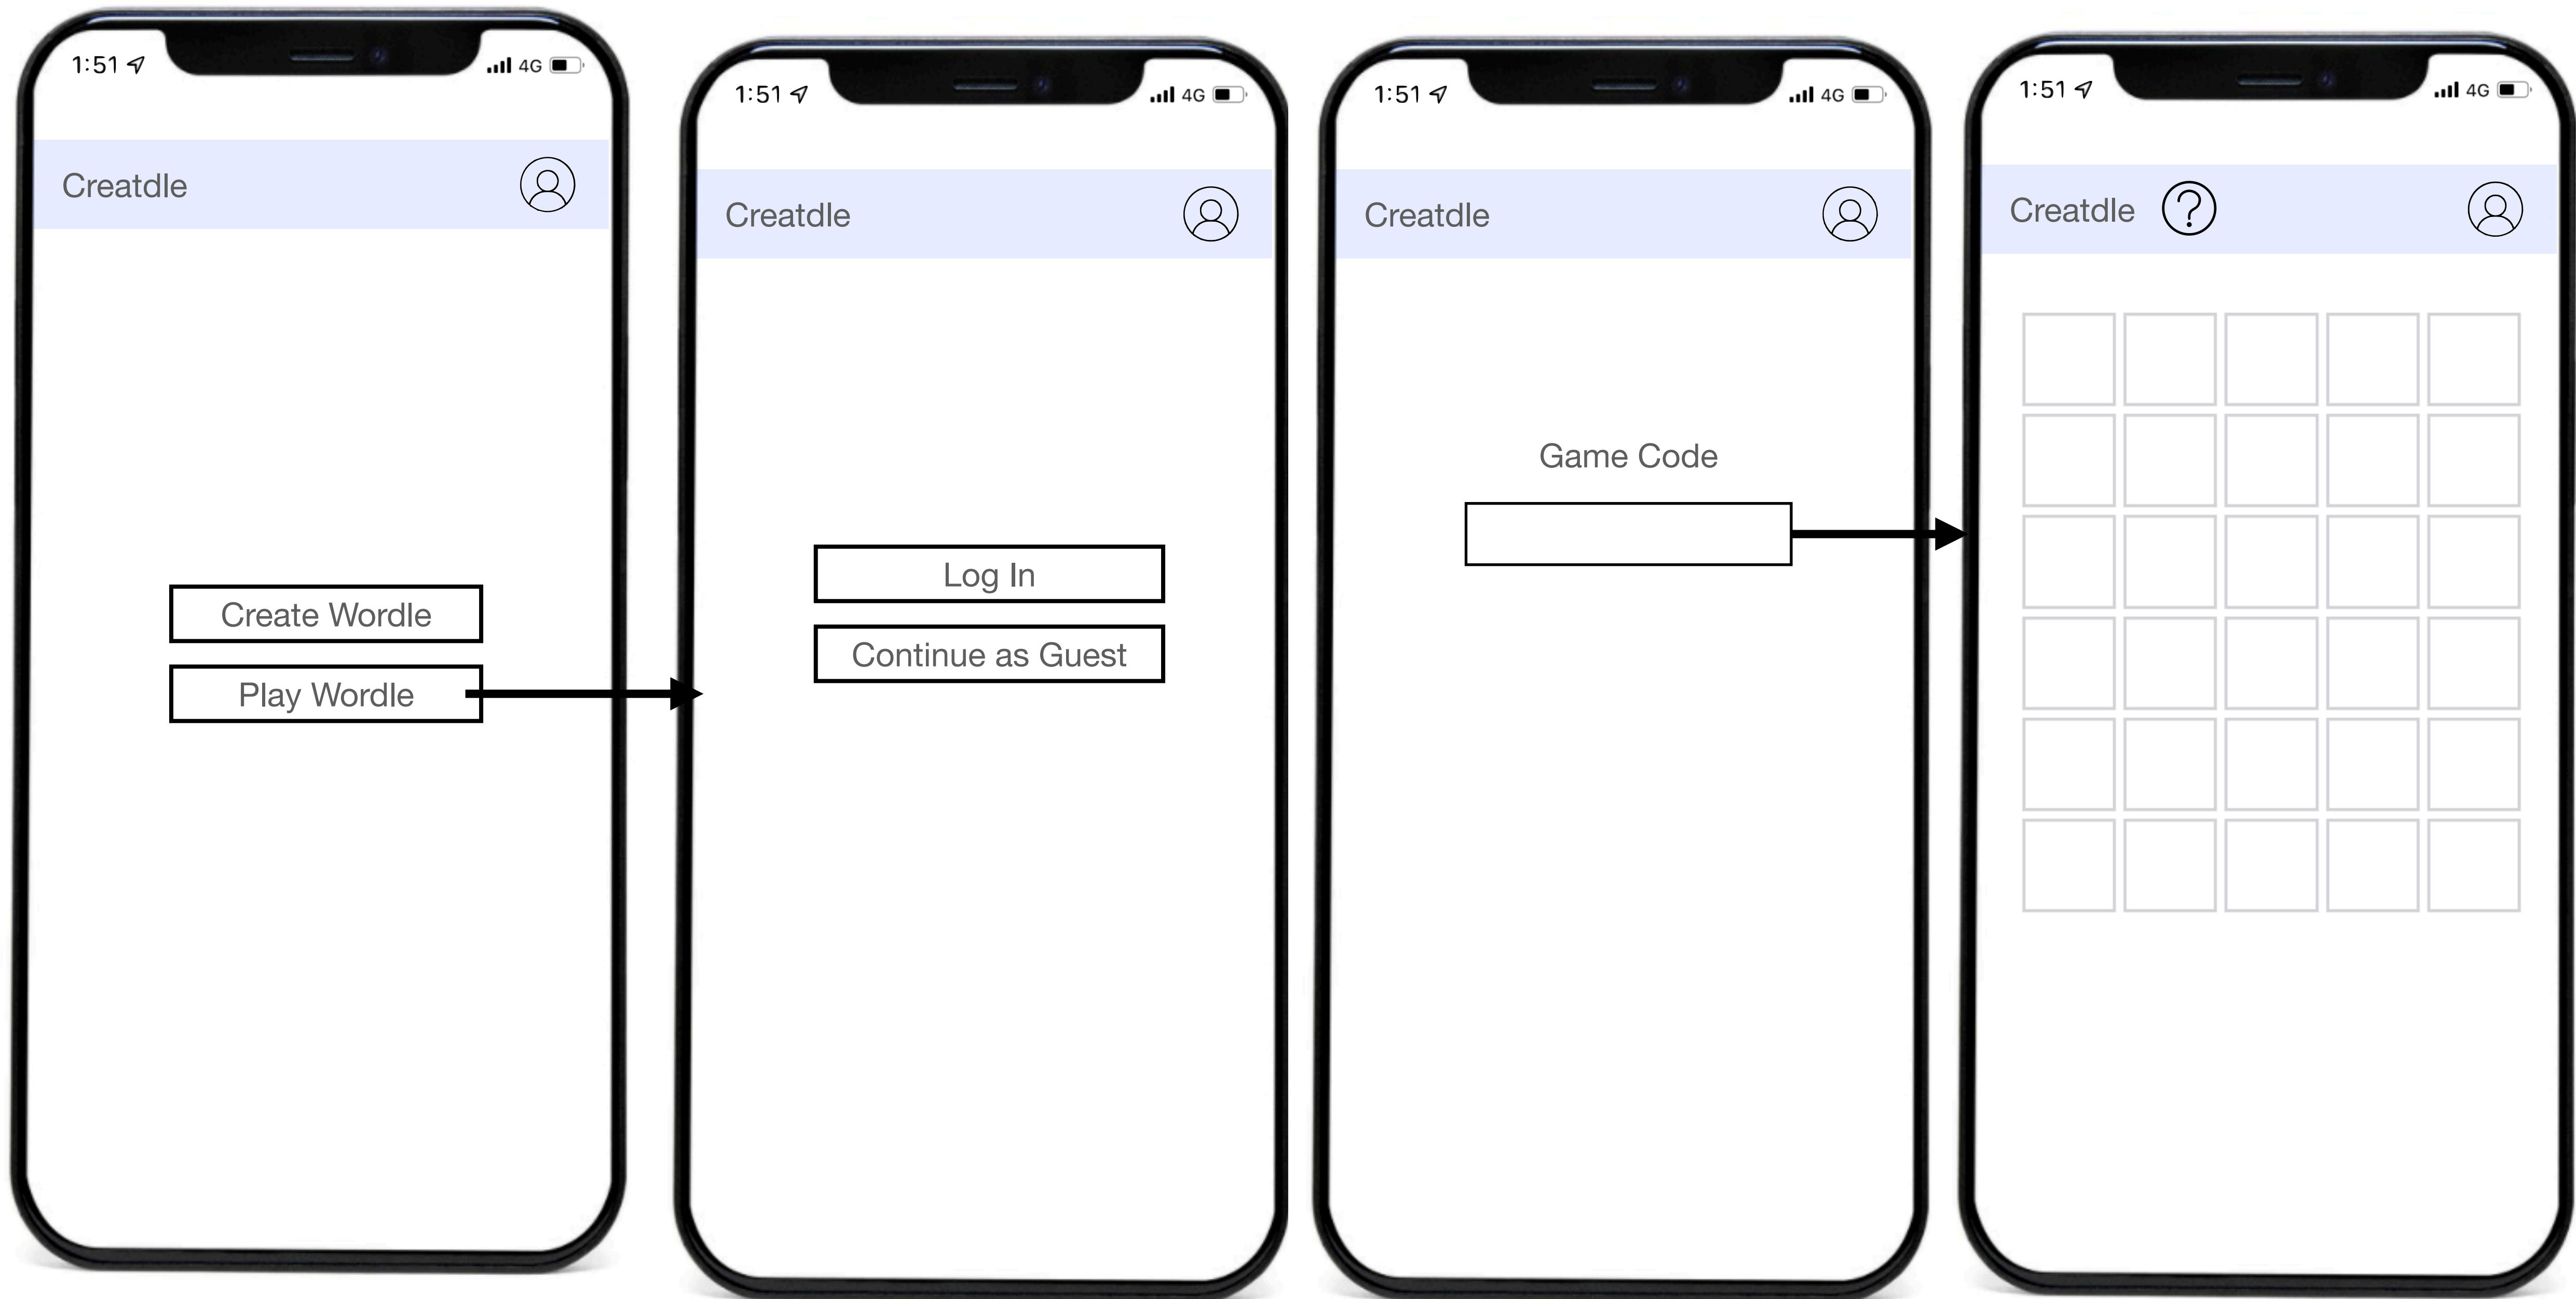 1:51
4G
Creatdle
Create Wordle
Play Wordle
1:51
4G
Creatdle
Log In
Continue as Guest
1:51
4G
Creatdle
Game Code
1:51
4G
Creatdle ?